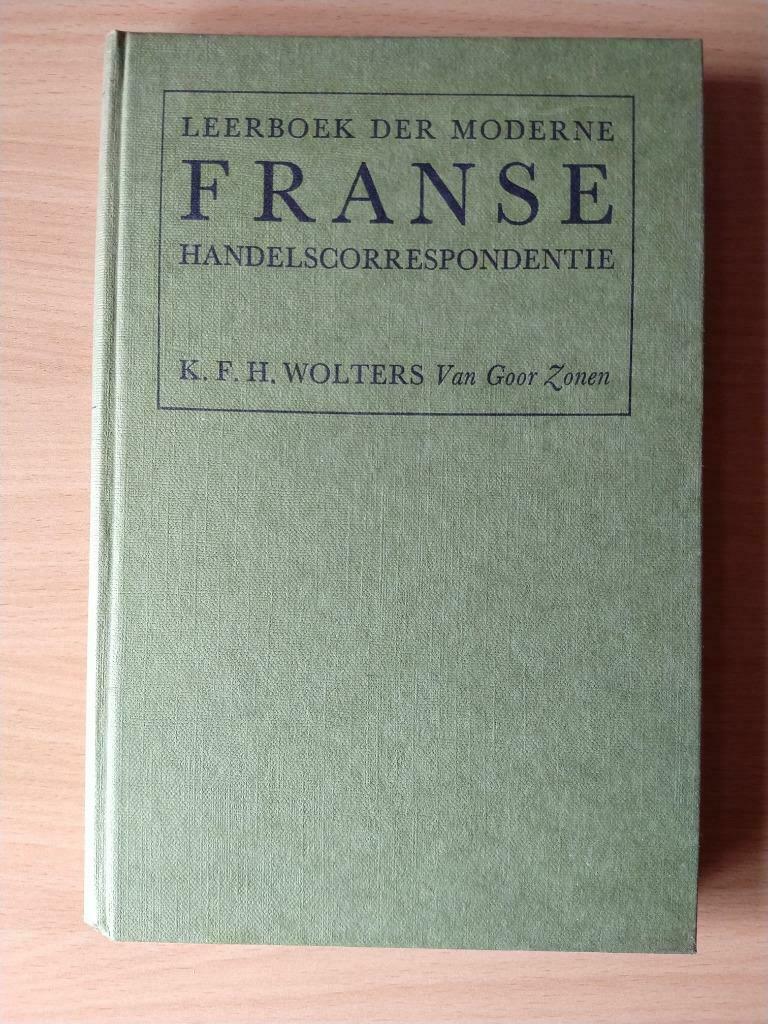 LEERBOEK DER MODERNE
FRANSE
HANDELSCORRESPONDENTIE
K. F. H. WOLTERS Van Goor Zonen